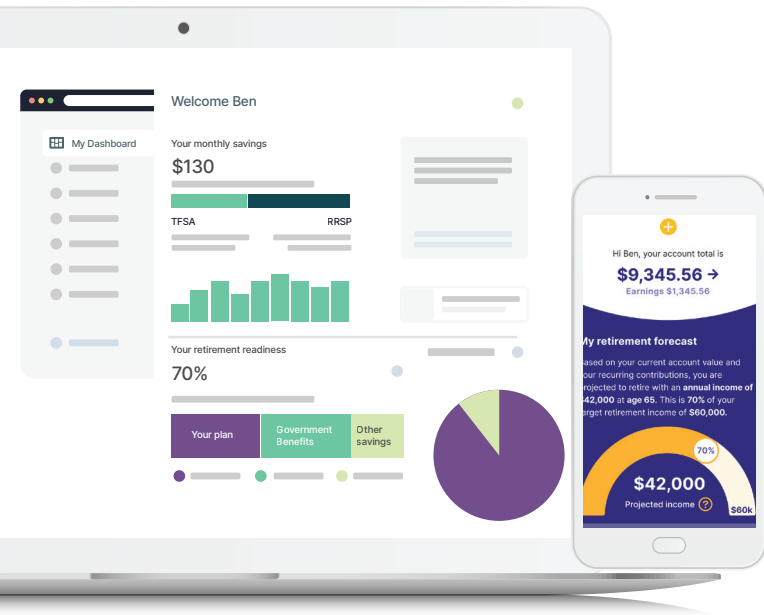 Welcome Ben
My Dashboard
Your monthly savings
$130
TFSA
RRSP
Your retirement readiness
70%
Your plan
Government
Benefits
Other
savings
Hi Ben, your account total is
$9,345.56 →
Earnings $1,345.56
My retirement forecast
based on your current account value and
your recurring contributions, you are
projected to retire with an annual income of
$42,000 at age 65. This is 70% of your
target retirement income of $60,000.
70%
$42,000
Projected income ?
$60k